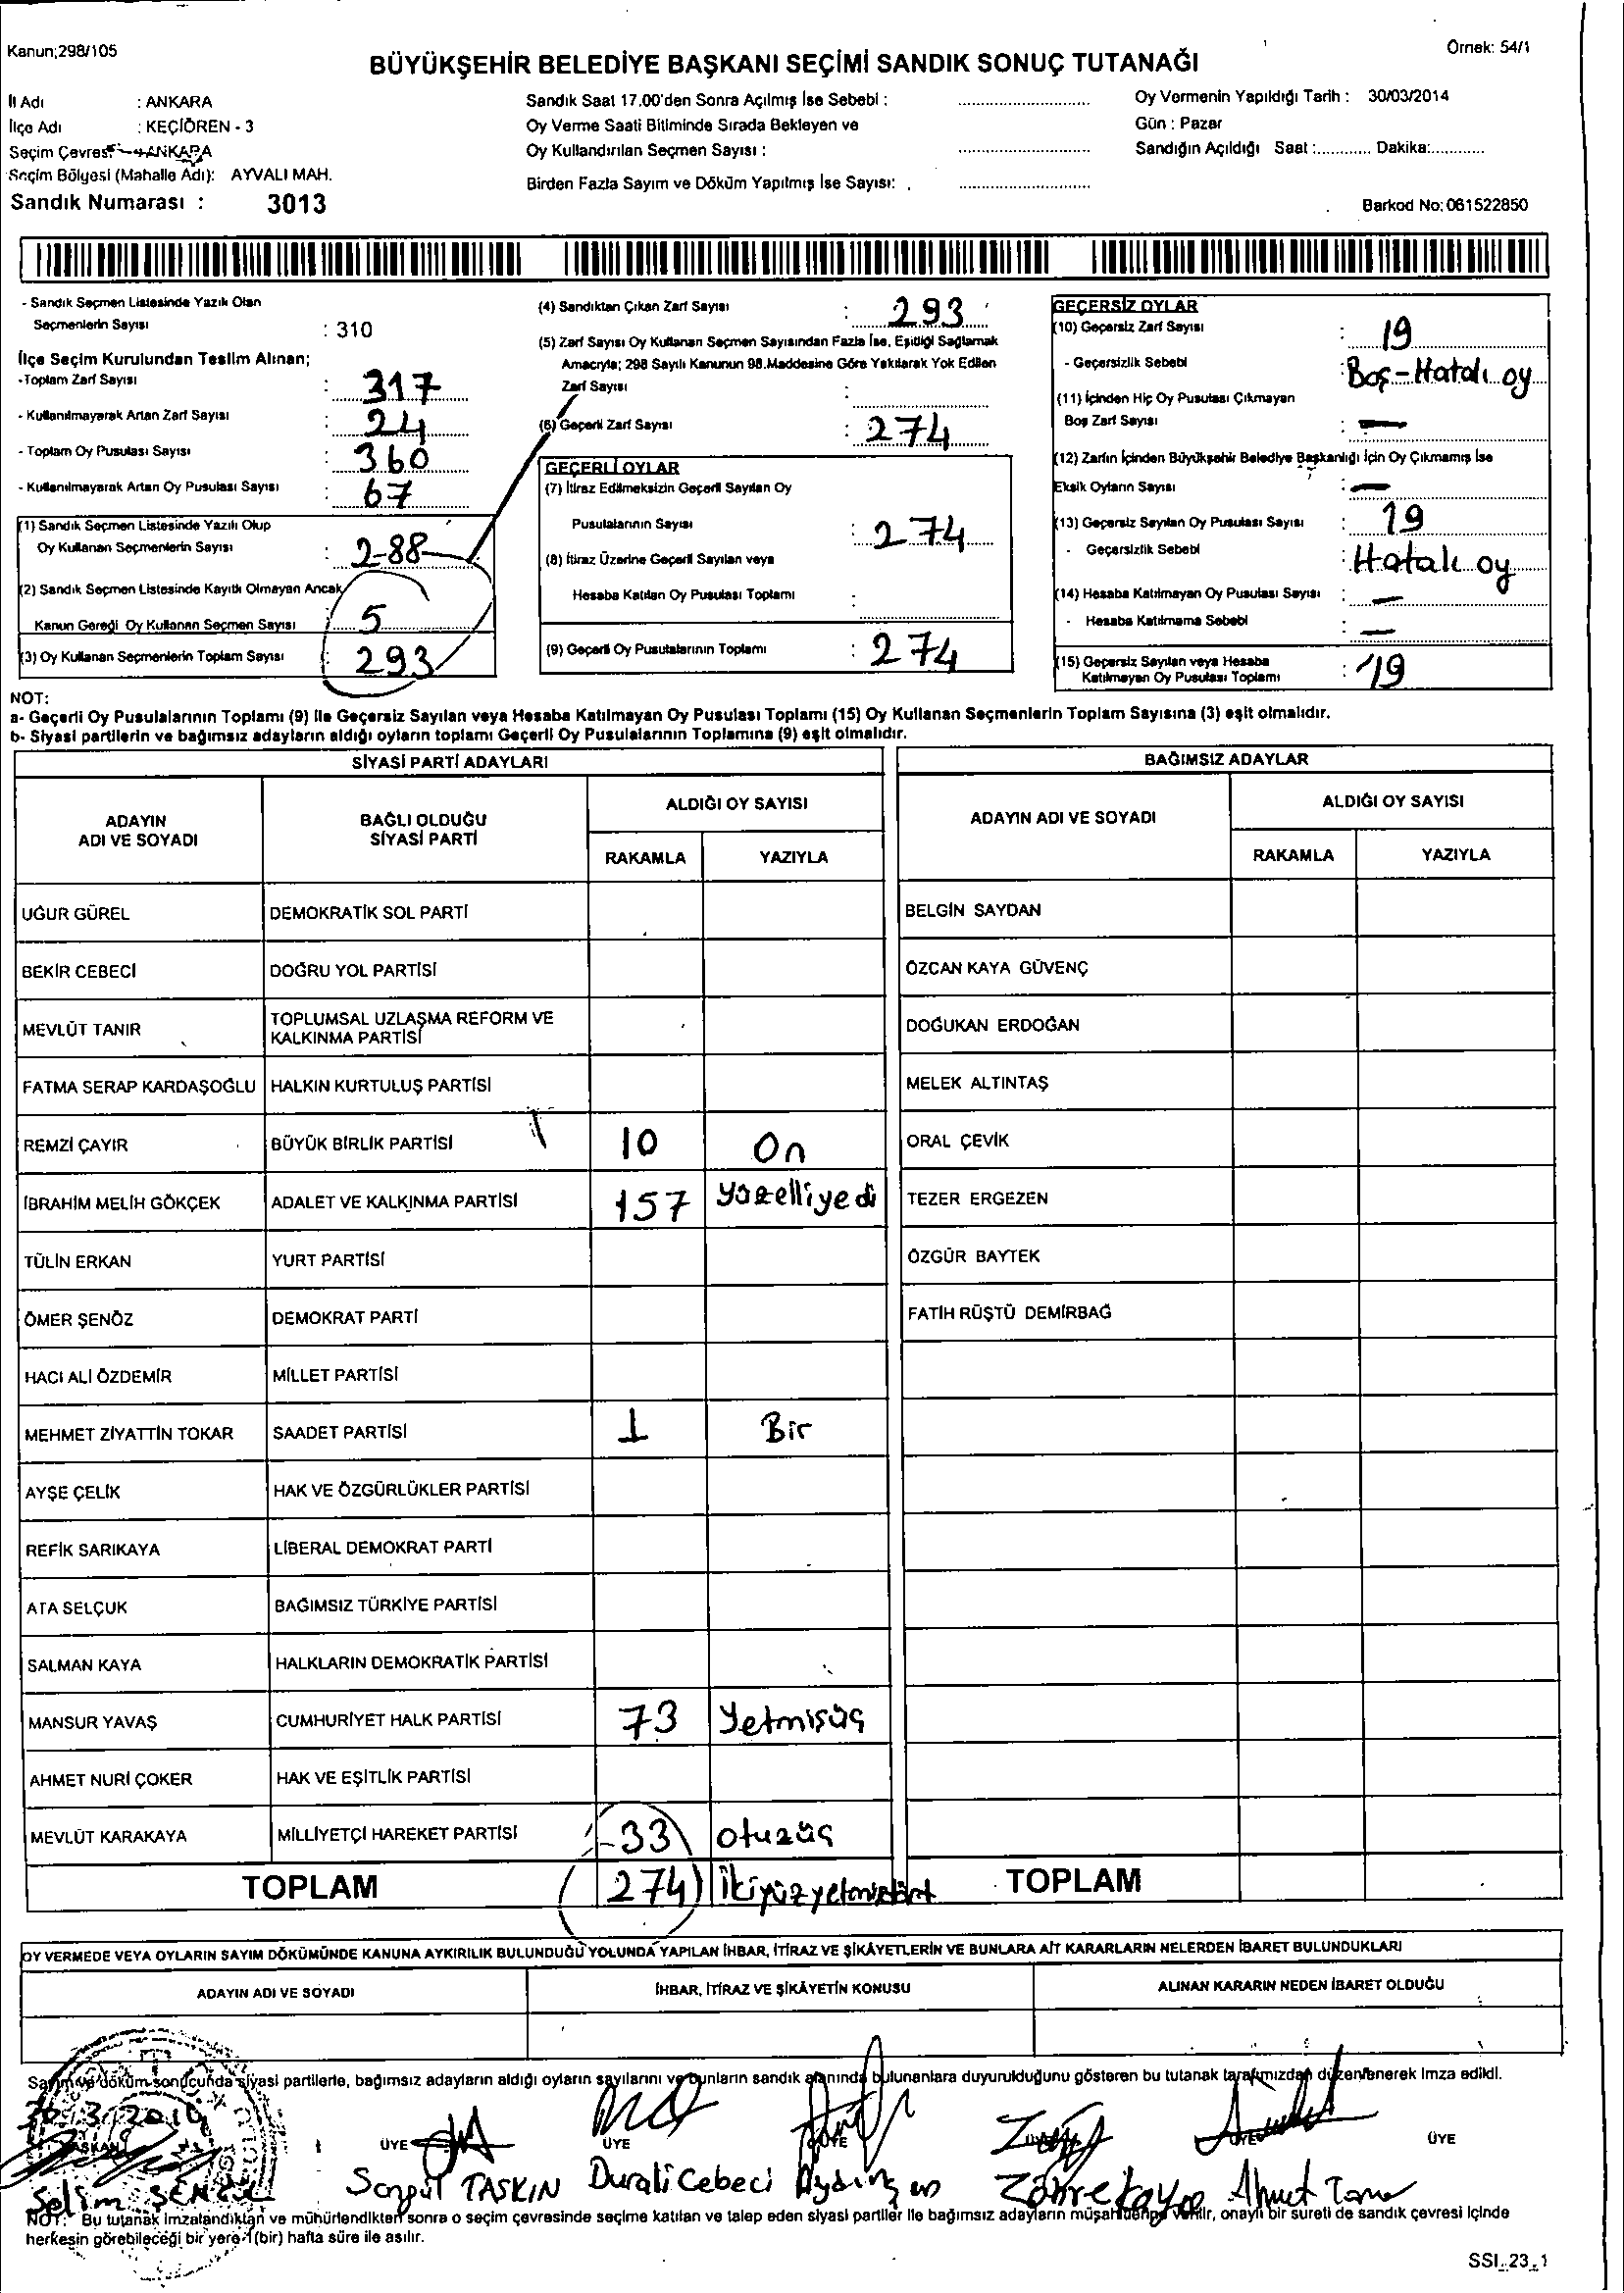 Kanun;298/105
Örnek: 54/1
BÜYÜKŞEHİR BELEDİYE BAŞKANI SEÇİMİ SANDIK SONUÇ TUTANAĞI
İl Adı : ANKARA
İlçe Adı : KEÇİÖREN - 3
Seçim Çevresi ANKARA
Seçim Bölgesi (Mahalle Adı): AYVALI MAH.
Sandık Numarası : 3013
Sandık Saat 17.00'den Sonra Açılmış İse Sebebi :
Oy Verme Saati Bitiminde Sırada Bekleyen ve
Oy Kullandırılan Seçmen Sayısı :
Birden Fazla Sayım ve Döküm Yapılmış İse Sayısı:
Oy Vermenin Yapıldığı Tarih : 30/03/2014
Gün : Pazar
Sandığın Açıldığı Saat :............ Dakika:............
Barkod No: 061522850
- Sandık Seçmen Listesinde Yazılı Olan
Seçmenlerin Sayısı : 310
İlçe Seçim Kurulundan Teslim Alınan;
-Toplam Zarf Sayısı : 317
- Kullanılmayarak Artan Zarf Sayısı : 24
- Toplam Oy Pusulası Sayısı : 360
- Kullanılmayarak Artan Oy Pusulası Sayısı : 67
(1) Sandık Seçmen Listesinde Yazılı Olup
Oy Kullanan Seçmenlerin Sayısı : 288
(2) Sandık Seçmen Listesinde Kayıtlı Olmayan Ancak
Kanun Gereği Oy Kullanan Seçmen Sayısı : 5
(3) Oy Kullanan Seçmenlerin Toplam Sayısı : 293
(4) Sandıktan Çıkan Zarf Sayısı : 293
(5) Zarf Sayısı Oy Kullanan Seçmen Sayısından Fazla İse, Eşitliği Sağlamak
Amacıyla; 298 Sayılı Kanunun 98.Maddesine Göre Yakılarak Yok Edilen
Zarf Sayısı :
(6) Geçerli Zarf Sayısı : 274
GEÇERLİ OYLAR
(7) İtiraz Edilmeksizin Geçerli Sayılan Oy
Pusulalarının Sayısı : 274
(8) İtiraz Üzerine Geçerli Sayılan veya
Hesaba Katılan Oy Pusulası Toplamı :
(9) Geçerli Oy Pusulalarının Toplamı : 274
GEÇERSİZ OYLAR
(10) Geçersiz Zarf Sayısı : 19
- Geçersizlik Sebebi : Boş-Hatalı oy
(11) İçinden Hiç Oy Pusulası Çıkmayan
Boş Zarf Sayısı : —
(12) Zarfın İçinden Büyükşehir Belediye Başkanlığı İçin Oy Çıkmamış İse
Eksik Oyların Sayısı : —
(13) Geçersiz Sayılan Oy Pusulası Sayısı : 19
- Geçersizlik Sebebi : Hatalı oy
(14) Hesaba Katılmayan Oy Pusulası Sayısı : —
- Hesaba Katılmama Sebebi : —
(15) Geçersiz Sayılan veya Hesaba
Katılmayan Oy Pusulası Toplamı : 19
NOT:
a- Geçerli Oy Pusulalarının Toplamı (9) ile Geçersiz Sayılan veya Hesaba Katılmayan Oy Pusulası Toplamı (15) Oy Kullanan Seçmenlerin Toplam Sayısına (3) eşit olmalıdır.
b- Siyasi partilerin ve bağımsız adayların aldığı oyların toplamı Geçerli Oy Pusulalarının Toplamına (9) eşit olmalıdır.
SİYASİ PARTİ ADAYLARI
ADAYIN ADI VE SOYADI
BAĞLI OLDUĞU SİYASİ PARTİ
ALDIĞI OY SAYISI
RAKAMLA YAZIYLA
UĞUR GÜREL DEMOKRATİK SOL PARTİ
BEKİR CEBECİ DOĞRU YOL PARTİSİ
MEVLÜT TANIR TOPLUMSAL UZLAŞMA REFORM VE KALKINMA PARTİSİ
FATMA SERAP KARDAŞOĞLU HALKIN KURTULUŞ PARTİSİ
REMZİ ÇAYIR BÜYÜK BİRLİK PARTİSİ 10 On
İBRAHİM MELİH GÖKÇEK ADALET VE KALKINMA PARTİSİ 157 Yüzelliyedi
TÜLİN ERKAN YURT PARTİSİ
ÖMER ŞENÖZ DEMOKRAT PARTİ
HACI ALİ ÖZDEMİR MİLLET PARTİSİ
MEHMET ZİYATTİN TOKAR SAADET PARTİSİ 1 Bir
AYŞE ÇELİK HAK VE ÖZGÜRLÜKLER PARTİSİ
REFİK SARIKAYA LİBERAL DEMOKRAT PARTİ
ATA SELÇUK BAĞIMSIZ TÜRKİYE PARTİSİ
SALMAN KAYA HALKLARIN DEMOKRATİK PARTİSİ
MANSUR YAVAŞ CUMHURİYET HALK PARTİSİ 73 Yetmişüç
AHMET NURİ ÇOKER HAK VE EŞİTLİK PARTİSİ
MEVLÜT KARAKAYA MİLLİYETÇİ HAREKET PARTİSİ 33 otuzüç
TOPLAM 274 İkiyüzyetmişdört
BAĞIMSIZ ADAYLAR
ADAYIN ADI VE SOYADI
ALDIĞI OY SAYISI
RAKAMLA YAZIYLA
BELGİN SAYDAN
ÖZCAN KAYA GÜVENÇ
DOĞUKAN ERDOĞAN
MELEK ALTINTAŞ
ORAL ÇEVİK
TEZER ERGEZEN
ÖZGÜR BAYTEK
FATİH RÜŞTÜ DEMİRBAĞ
TOPLAM
OY VERMEDE VEYA OYLARIN SAYIM DÖKÜMÜNDE KANUNA AYKIRILIK BULUNDUĞU YOLUNDA YAPILAN İHBAR, İTİRAZ VE ŞİKÂYETLERİN VE BUNLARA AİT KARARLARIN NELERDEN İBARET BULUNDUKLARI
ADAYIN ADI VE SOYADI İHBAR, İTİRAZ VE ŞİKÂYETİN KONUSU ALINAN KARARIN NEDEN İBARET OLDUĞU
Sayım ve döküm sonucunda siyasi partilerle, bağımsız adayların aldığı oyların sayılarını ve bunların sandık alanında bulunanlara duyurulduğunu gösteren bu tutanak tarafımızdan düzenlenerek imza edildi.
BAŞKAN ÜYE ÜYE ÜYE ÜYE ÜYE ÜYE
Selim Songül TAŞKIN Durali Cebeci Zöhre Ahmet
NOT: Bu tutanak imzalandıktan ve mühürlendikten sonra o seçim çevresinde seçime katılan ve talep eden siyasi partiler ile bağımsız adayların müşahitlerine verilir, onaylı bir sureti de sandık çevresi içinde
herkesin görebileceği bir yere 1(bir) hafta süre ile asılır.
SSI_23_1